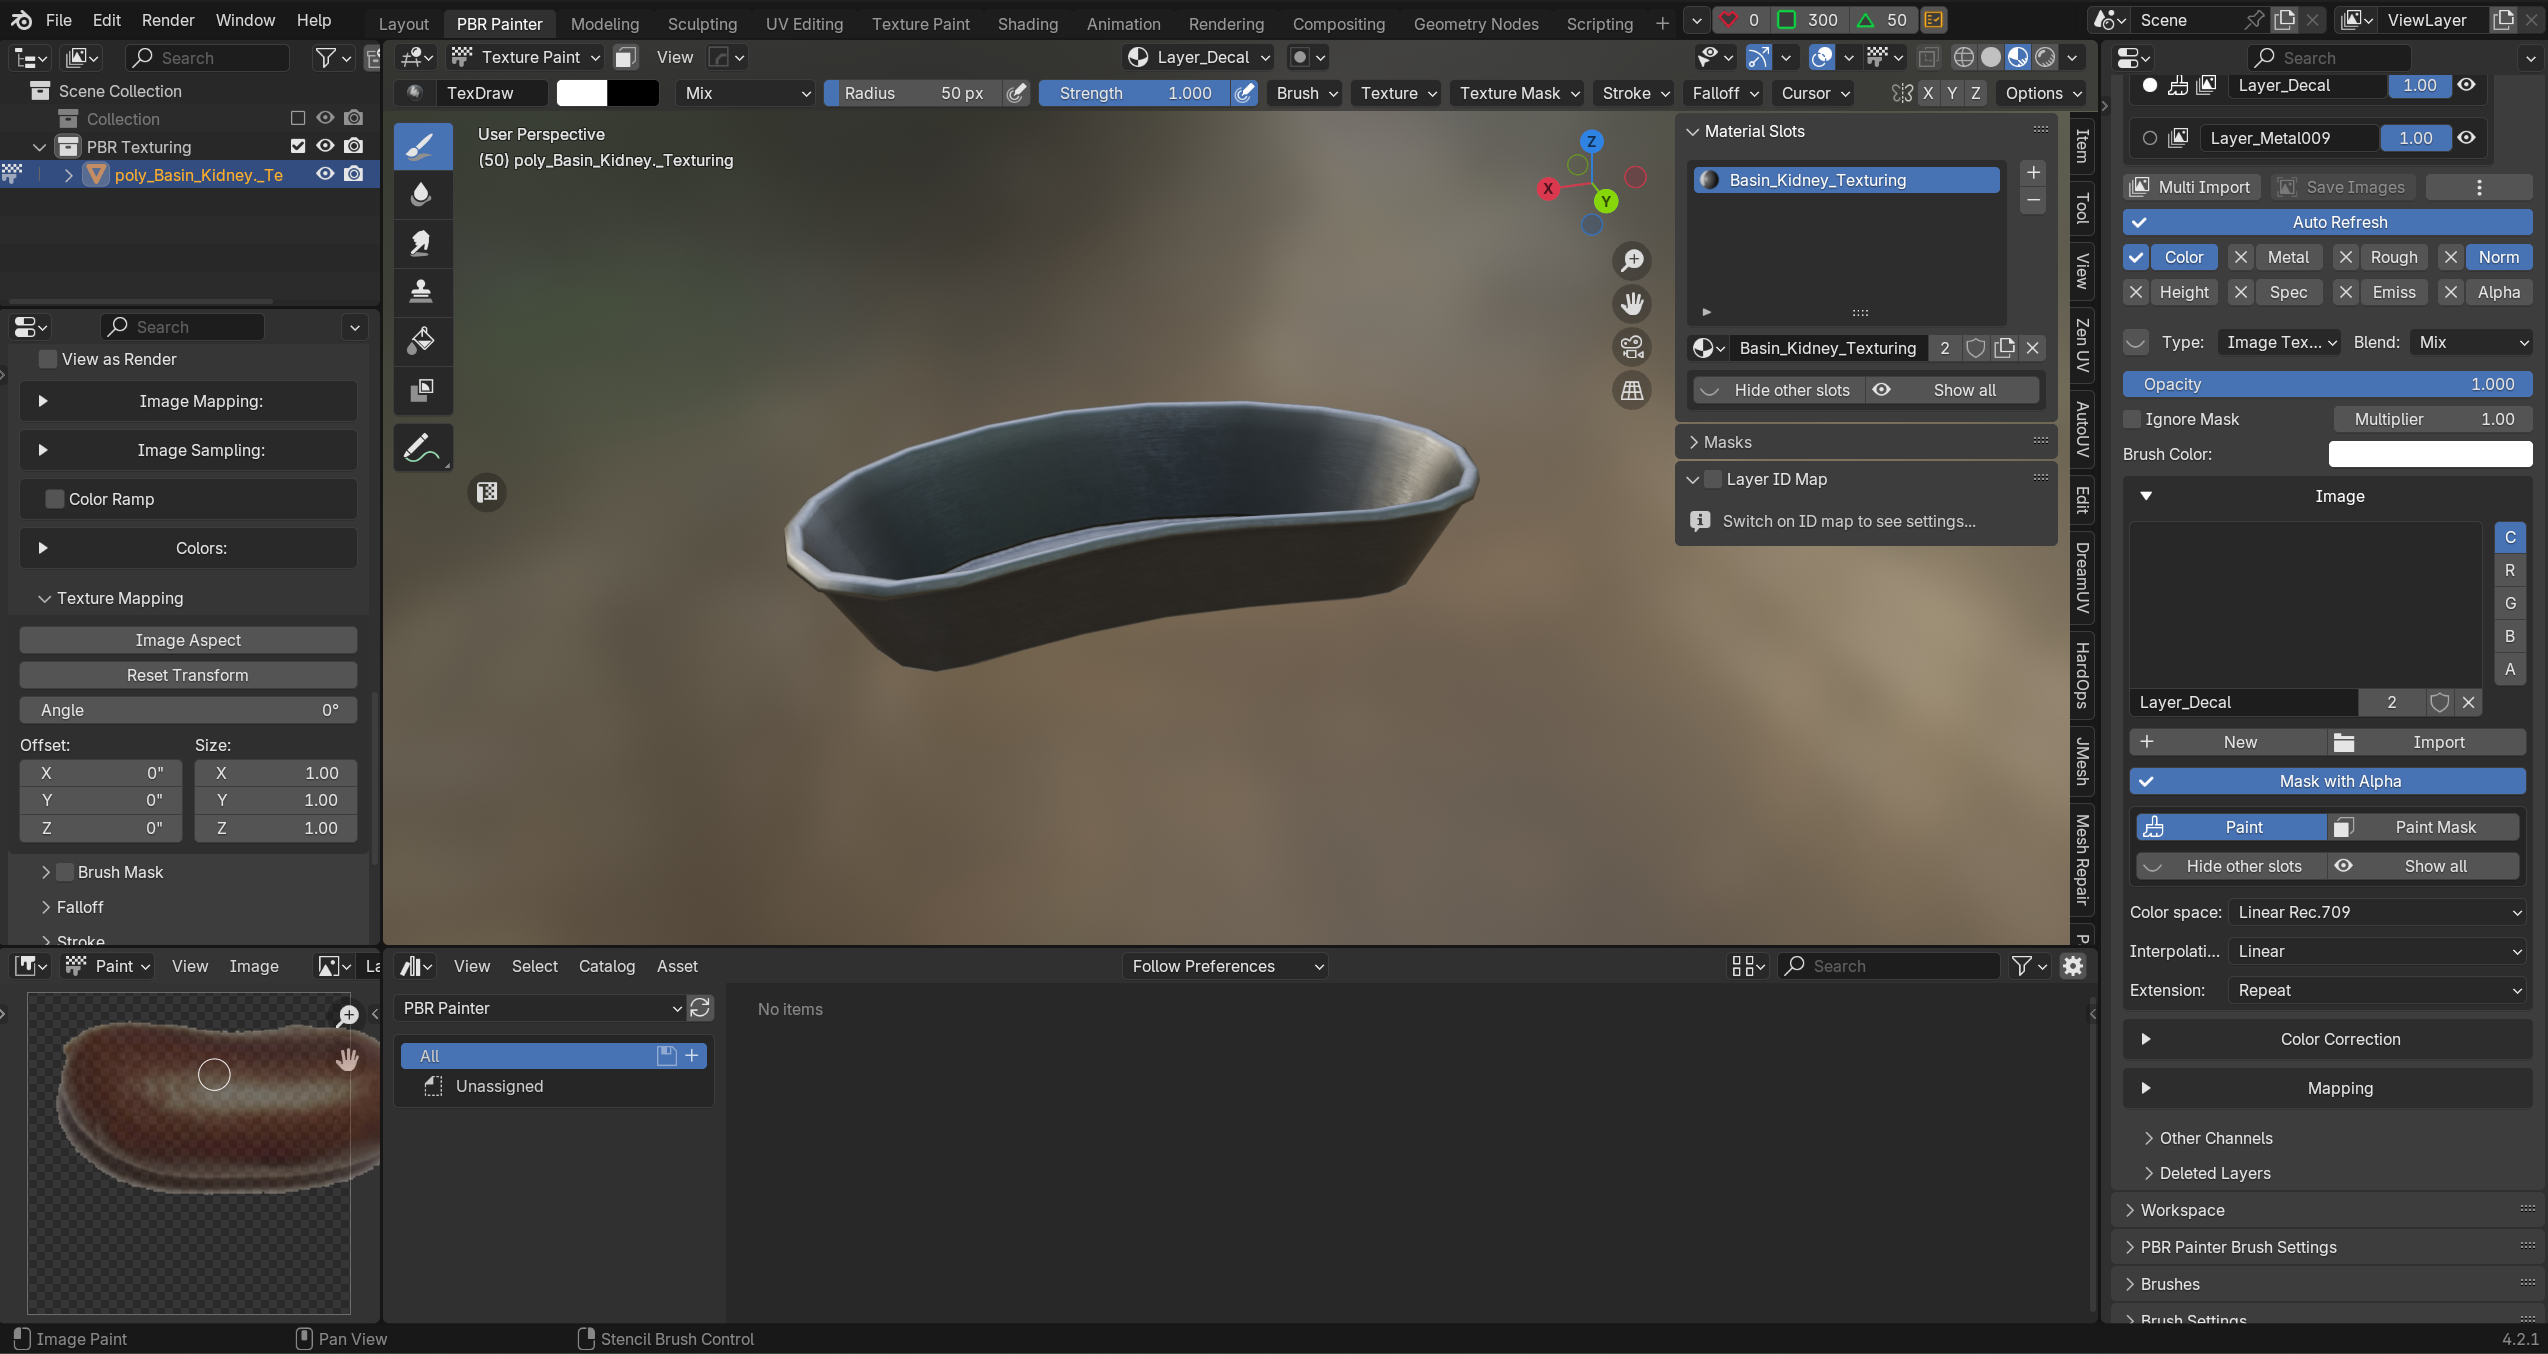 File Edit Render Window Help Layout PBR Painter Modeling Sculpting UV Editing Texture Paint Shading Animation Rendering Compositing Geometry Nodes Scripting + 0 300 50 Scene ViewLayer
Search
Scene Collection
Collection
PBR Texturing
poly_Basin_Kidney._Te
Search
View as Render
Image Mapping:
Image Sampling:
Color Ramp
Colors:
Texture Mapping
Image Aspect
Reset Transform
Angle 0°
Offset: Size:
X 0" X 1.00
Y 0" Y 1.00
Z 0" Z 1.00
Brush Mask
Falloff
Stroke
Paint View Image La
Texture Paint View Layer_Decal
TexDraw Mix Radius 50 px Strength 1.000 Brush Texture Texture Mask Stroke Falloff Cursor X Y Z Options
User Perspective
(50) poly_Basin_Kidney._Texturing
Z
X
Y
Material Slots
Basin_Kidney_Texturing
Basin_Kidney_Texturing 2
Hide other slots Show all
Masks
Layer ID Map
Switch on ID map to see settings...
Item
Tool
View
Zen UV
AutoUV
Edit
DreamUV
HardOps
JMesh
Mesh Repair
P
View Select Catalog Asset Follow Preferences Search
PBR Painter
All
Unassigned
No items
Search
Layer_Decal 1.00
Layer_Metal009 1.00
Multi Import Save Images
Auto Refresh
Color Metal Rough Norm
Height Spec Emiss Alpha
Type: Image Tex... Blend: Mix
Opacity 1.000
Ignore Mask Multiplier 1.00
Brush Color:
Image
C
R
G
B
A
Layer_Decal 2
New Import
Mask with Alpha
Paint Paint Mask
Hide other slots Show all
Color space: Linear Rec.709
Interpolati... Linear
Extension: Repeat
Color Correction
Mapping
Other Channels
Deleted Layers
Workspace
PBR Painter Brush Settings
Brushes
Brush Settings
Image Paint Pan View Stencil Brush Control 4.2.1